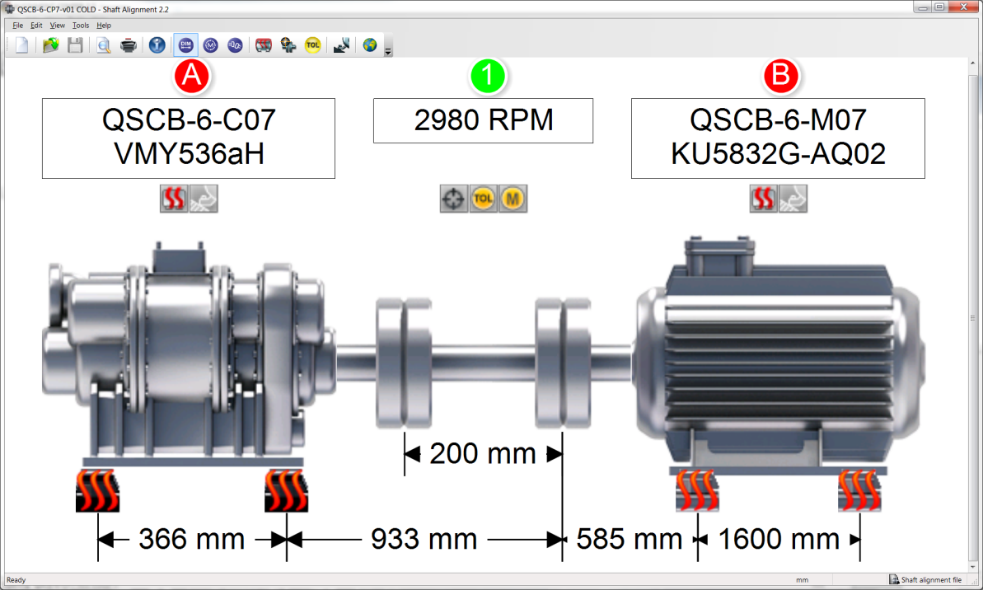 QSCB-6-CP7-v01 COLD - Shaft Alignment 2.2
File Edit View Tools Help
DIM M TOL
A 1 B
QSCB-6-C07
VMY536aH
2980 RPM
QSCB-6-M07
KU5832G-AQ02
TOL M
200 mm
366 mm 933 mm 585 mm 1600 mm
Ready mm Shaft alignment file